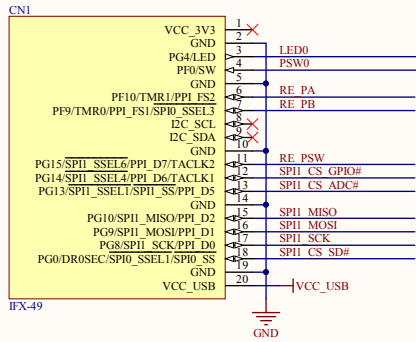 CN1
VCC_3V3 1
GND 2
PG4/LED 3 LED0
PF0/SW 4 PSW0
GND 5
PF10/TMR1/PPI_FS2 6 RE_PA
PF9/TMR0/PPI_FS1/SPI0_SSEL3 7 RE_PB
I2C_SCL 8
I2C_SDA 9
GND 10
PG15/SPI1_SSEL6/PPI_D7/TACLK2 11 RE_PSW
PG14/SPI1_SSEL4/PPI_D6/TACLK1 12 SPI1_CS_GPIO#
PG13/SPI1_SSEL1/SPI1_SS/PPI_D5 13 SPI1_CS_ADC#
GND 14
PG10/SPI1_MISO/PPI_D2 15 SPI1_MISO
PG9/SPI1_MOSI/PPI_D1 16 SPI1_MOSI
PG8/SPI1_SCK/PPI_D0 17 SPI1_SCK
PG0/DR0SEC/SPI0_SSEL1/SPI0_SS 18 SPI1_CS_SD#
GND 19
VCC_USB 20 VCC_USB
IFX-49
GND